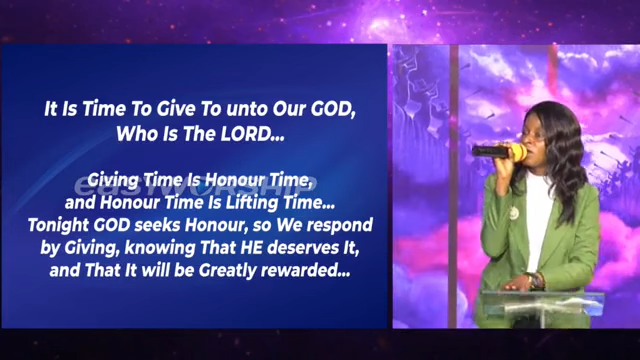 It Is Time To Give To unto Our GOD,
Who Is The LORD...
Giving Time Is Honour Time,
and Honour Time Is Lifting Time...
Tonight GOD seeks Honour, so We respond
by Giving, knowing That HE deserves It,
and That It will be Greatly rewarded...
easyworship